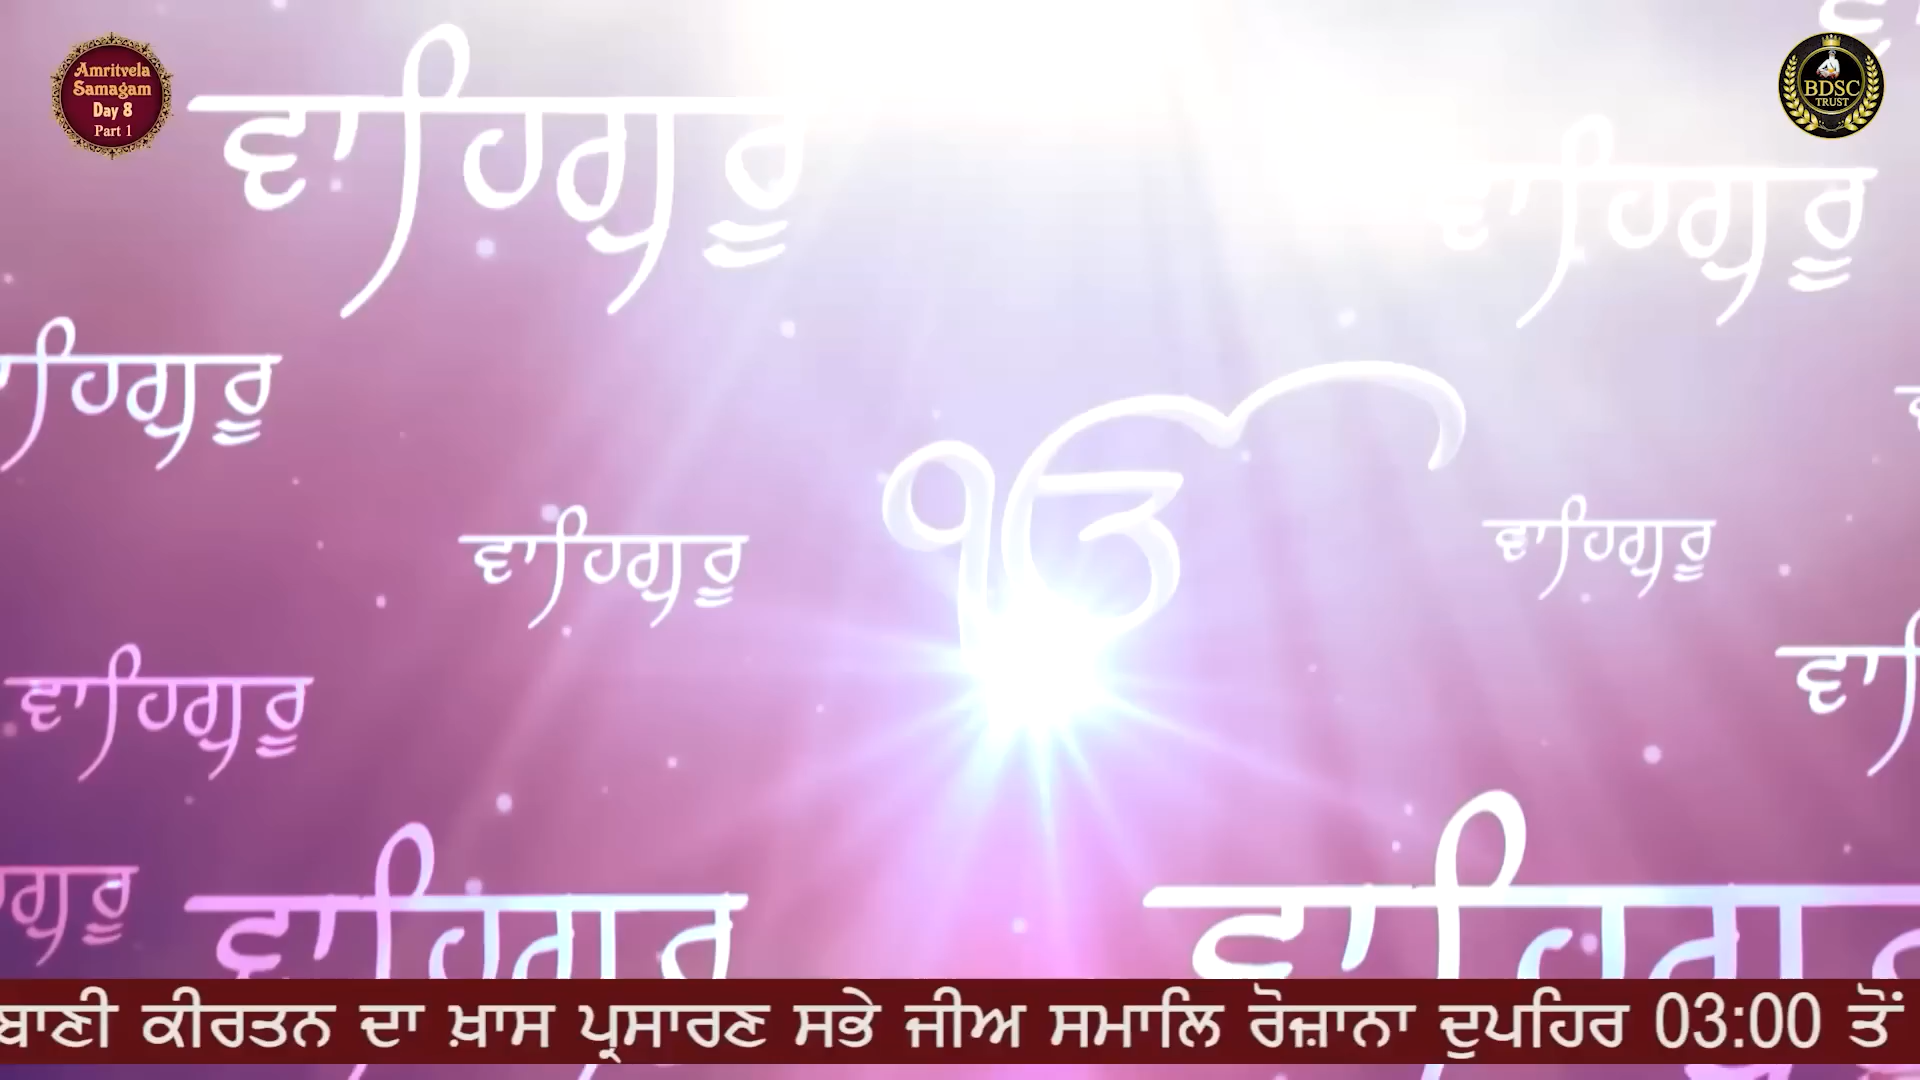 Amritvela
Samagam
Day 8
Part 1
BDSC
TRUST
ਵਾਹਿਗੁਰੂ
ਵਾਹਿਗੁਰੂ
ਵਾਹਿਗੁਰੂ
ੴ
ਵਾਹਿਗੁਰੂ
ਵਾਹਿਗੁਰੂ
ਵਾਹਿਗੁਰੂ
ਵਾਹਿਗੁਰੂ
ਵਾਹਿਗੁਰੂ
ਬਾਣੀ ਕੀਰਤਨ ਦਾ ਖ਼ਾਸ ਪ੍ਰਸਾਰਣ ਸਭੇ ਜੀਅ ਸਮਾਲਿ ਰੋਜ਼ਾਨਾ ਦੁਪਹਿਰ 03:00 ਤੋਂ